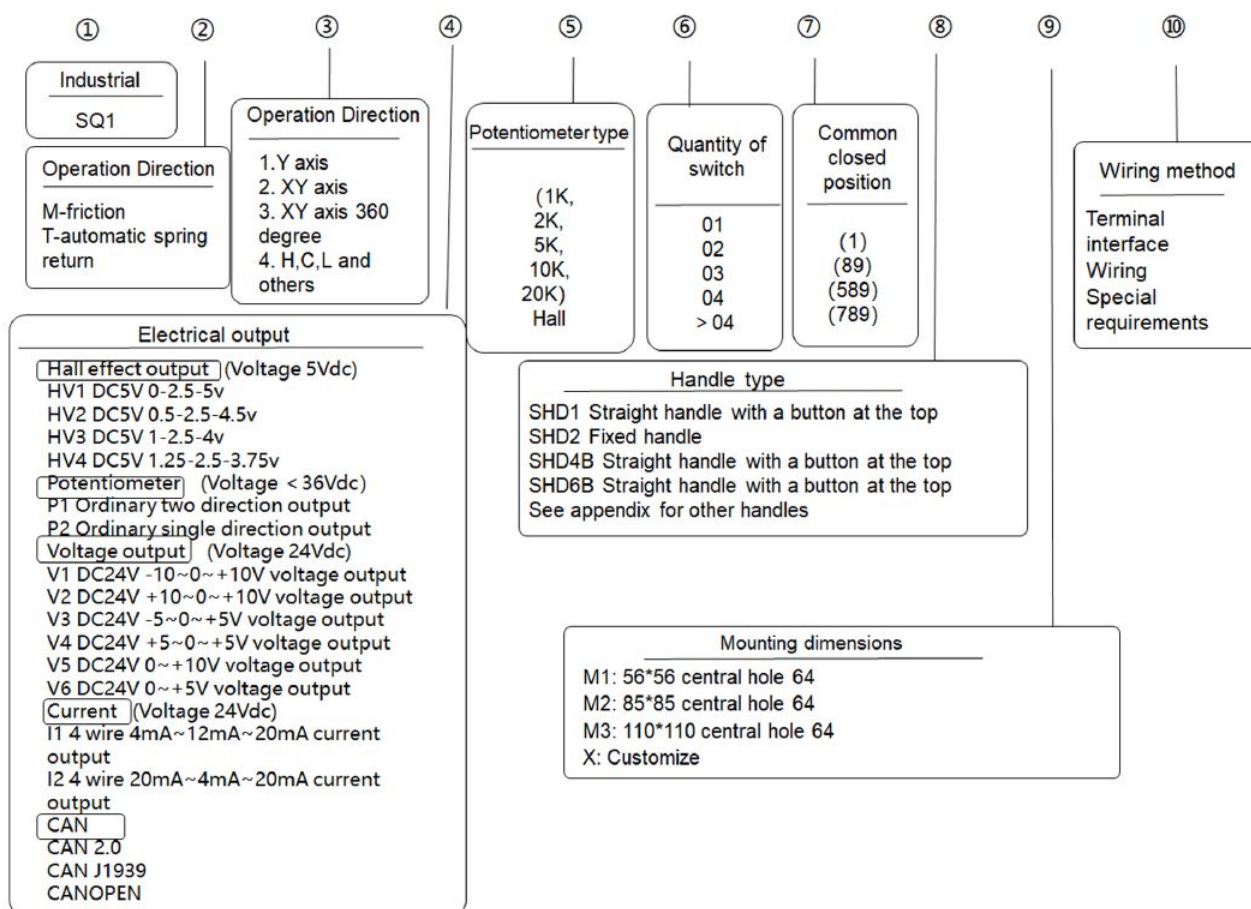 ① ② ③ ④ ⑤ ⑥ ⑦ ⑧ ⑨ ⑩
Industrial
SQ1
Operation Direction
M-friction
T-automatic spring
return
Operation Direction
1.Y axis
2. XY axis
3. XY axis 360
degree
4. H,C,L and
others
Electrical output
Hall effect output (Voltage 5Vdc)
HV1 DC5V 0-2.5-5v
HV2 DC5V 0.5-2.5-4.5v
HV3 DC5V 1-2.5-4v
HV4 DC5V 1.25-2.5-3.75v
Potentiometer (Voltage < 36Vdc)
P1 Ordinary two direction output
P2 Ordinary single direction output
Voltage output (Voltage 24Vdc)
V1 DC24V -10~0~+10V voltage output
V2 DC24V +10~0~+10V voltage output
V3 DC24V -5~0~+5V voltage output
V4 DC24V +5~0~+5V voltage output
V5 DC24V 0~+10V voltage output
V6 DC24V 0~+5V voltage output
Current (Voltage 24Vdc)
I1 4 wire 4mA~12mA~20mA current
output
I2 4 wire 20mA~4mA~20mA current
output
CAN
CAN 2.0
CAN J1939
CANOPEN
Potentiometer type
(1K,
2K,
5K,
10K,
20K)
Hall
Quantity of
switch
01
02
03
04
> 04
Common
closed
position
(1)
(89)
(589)
(789)
Handle type
SHD1 Straight handle with a button at the top
SHD2 Fixed handle
SHD4B Straight handle with a button at the top
SHD6B Straight handle with a button at the top
See appendix for other handles
Mounting dimensions
M1: 56*56 central hole 64
M2: 85*85 central hole 64
M3: 110*110 central hole 64
X: Customize
Wiring method
Terminal
interface
Wiring
Special
requirements